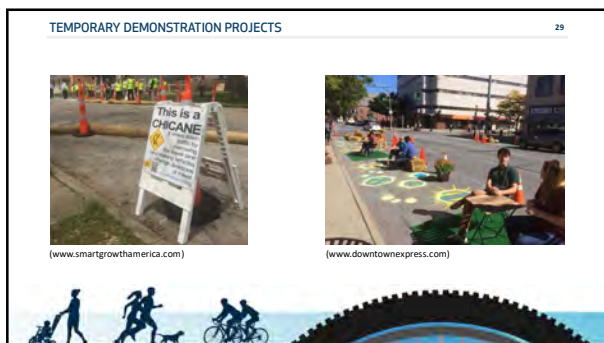 TEMPORARY DEMONSTRATION PROJECTS 29
This is a
CHICANE
(www.smartgrowthamerica.com) (www.downtownexpress.com)